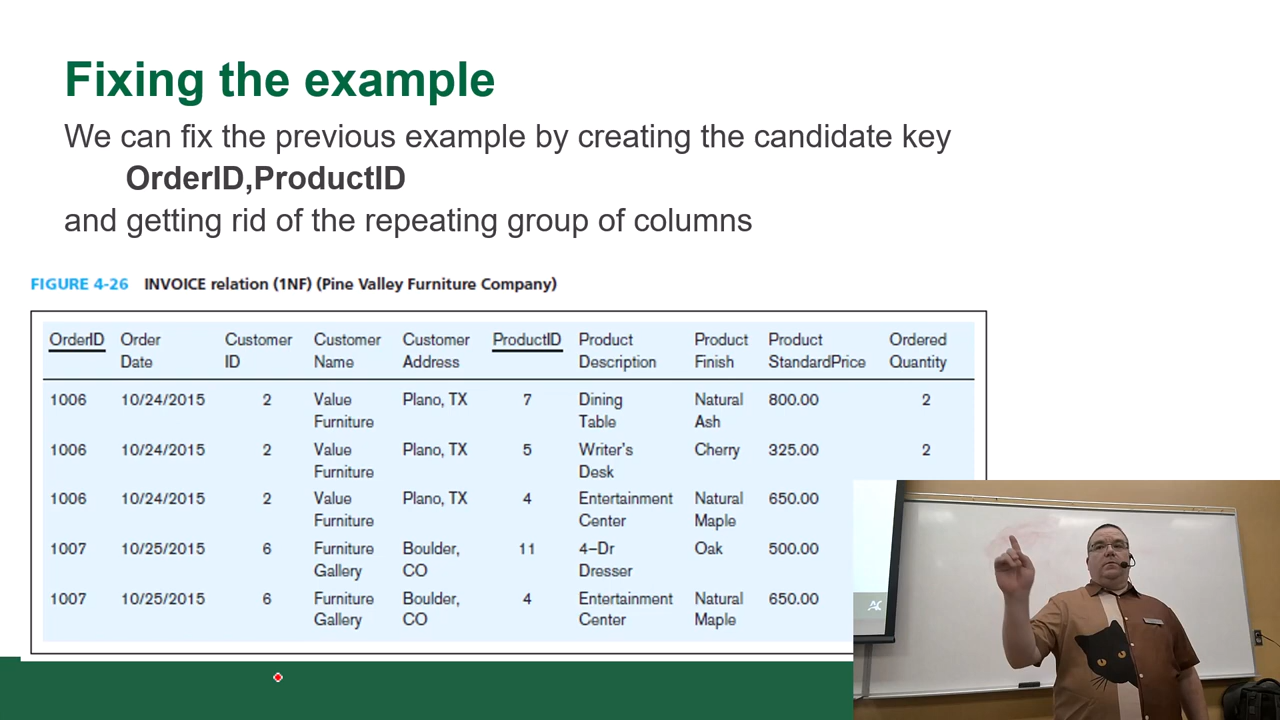 Fixing the example
We can fix the previous example by creating the candidate key
OrderID,ProductID
and getting rid of the repeating group of columns
FIGURE 4-26 INVOICE relation (1NF) (Pine Valley Furniture Company)
OrderID Order Customer Customer Customer ProductID Product Product Product Ordered
Date ID Name Address Description Finish StandardPrice Quantity
1006 10/24/2015 2 Value Plano, TX 7 Dining Natural 800.00 2
Furniture Table Ash
1006 10/24/2015 2 Value Plano, TX 5 Writer's Cherry 325.00 2
Furniture Desk
1006 10/24/2015 2 Value Plano, TX 4 Entertainment Natural 650.00
Furniture Center Maple
1007 10/25/2015 6 Furniture Boulder, 11 4–Dr Oak 500.00
Gallery CO Dresser
1007 10/25/2015 6 Furniture Boulder, 4 Entertainment Natural 650.00
Gallery CO Center Maple